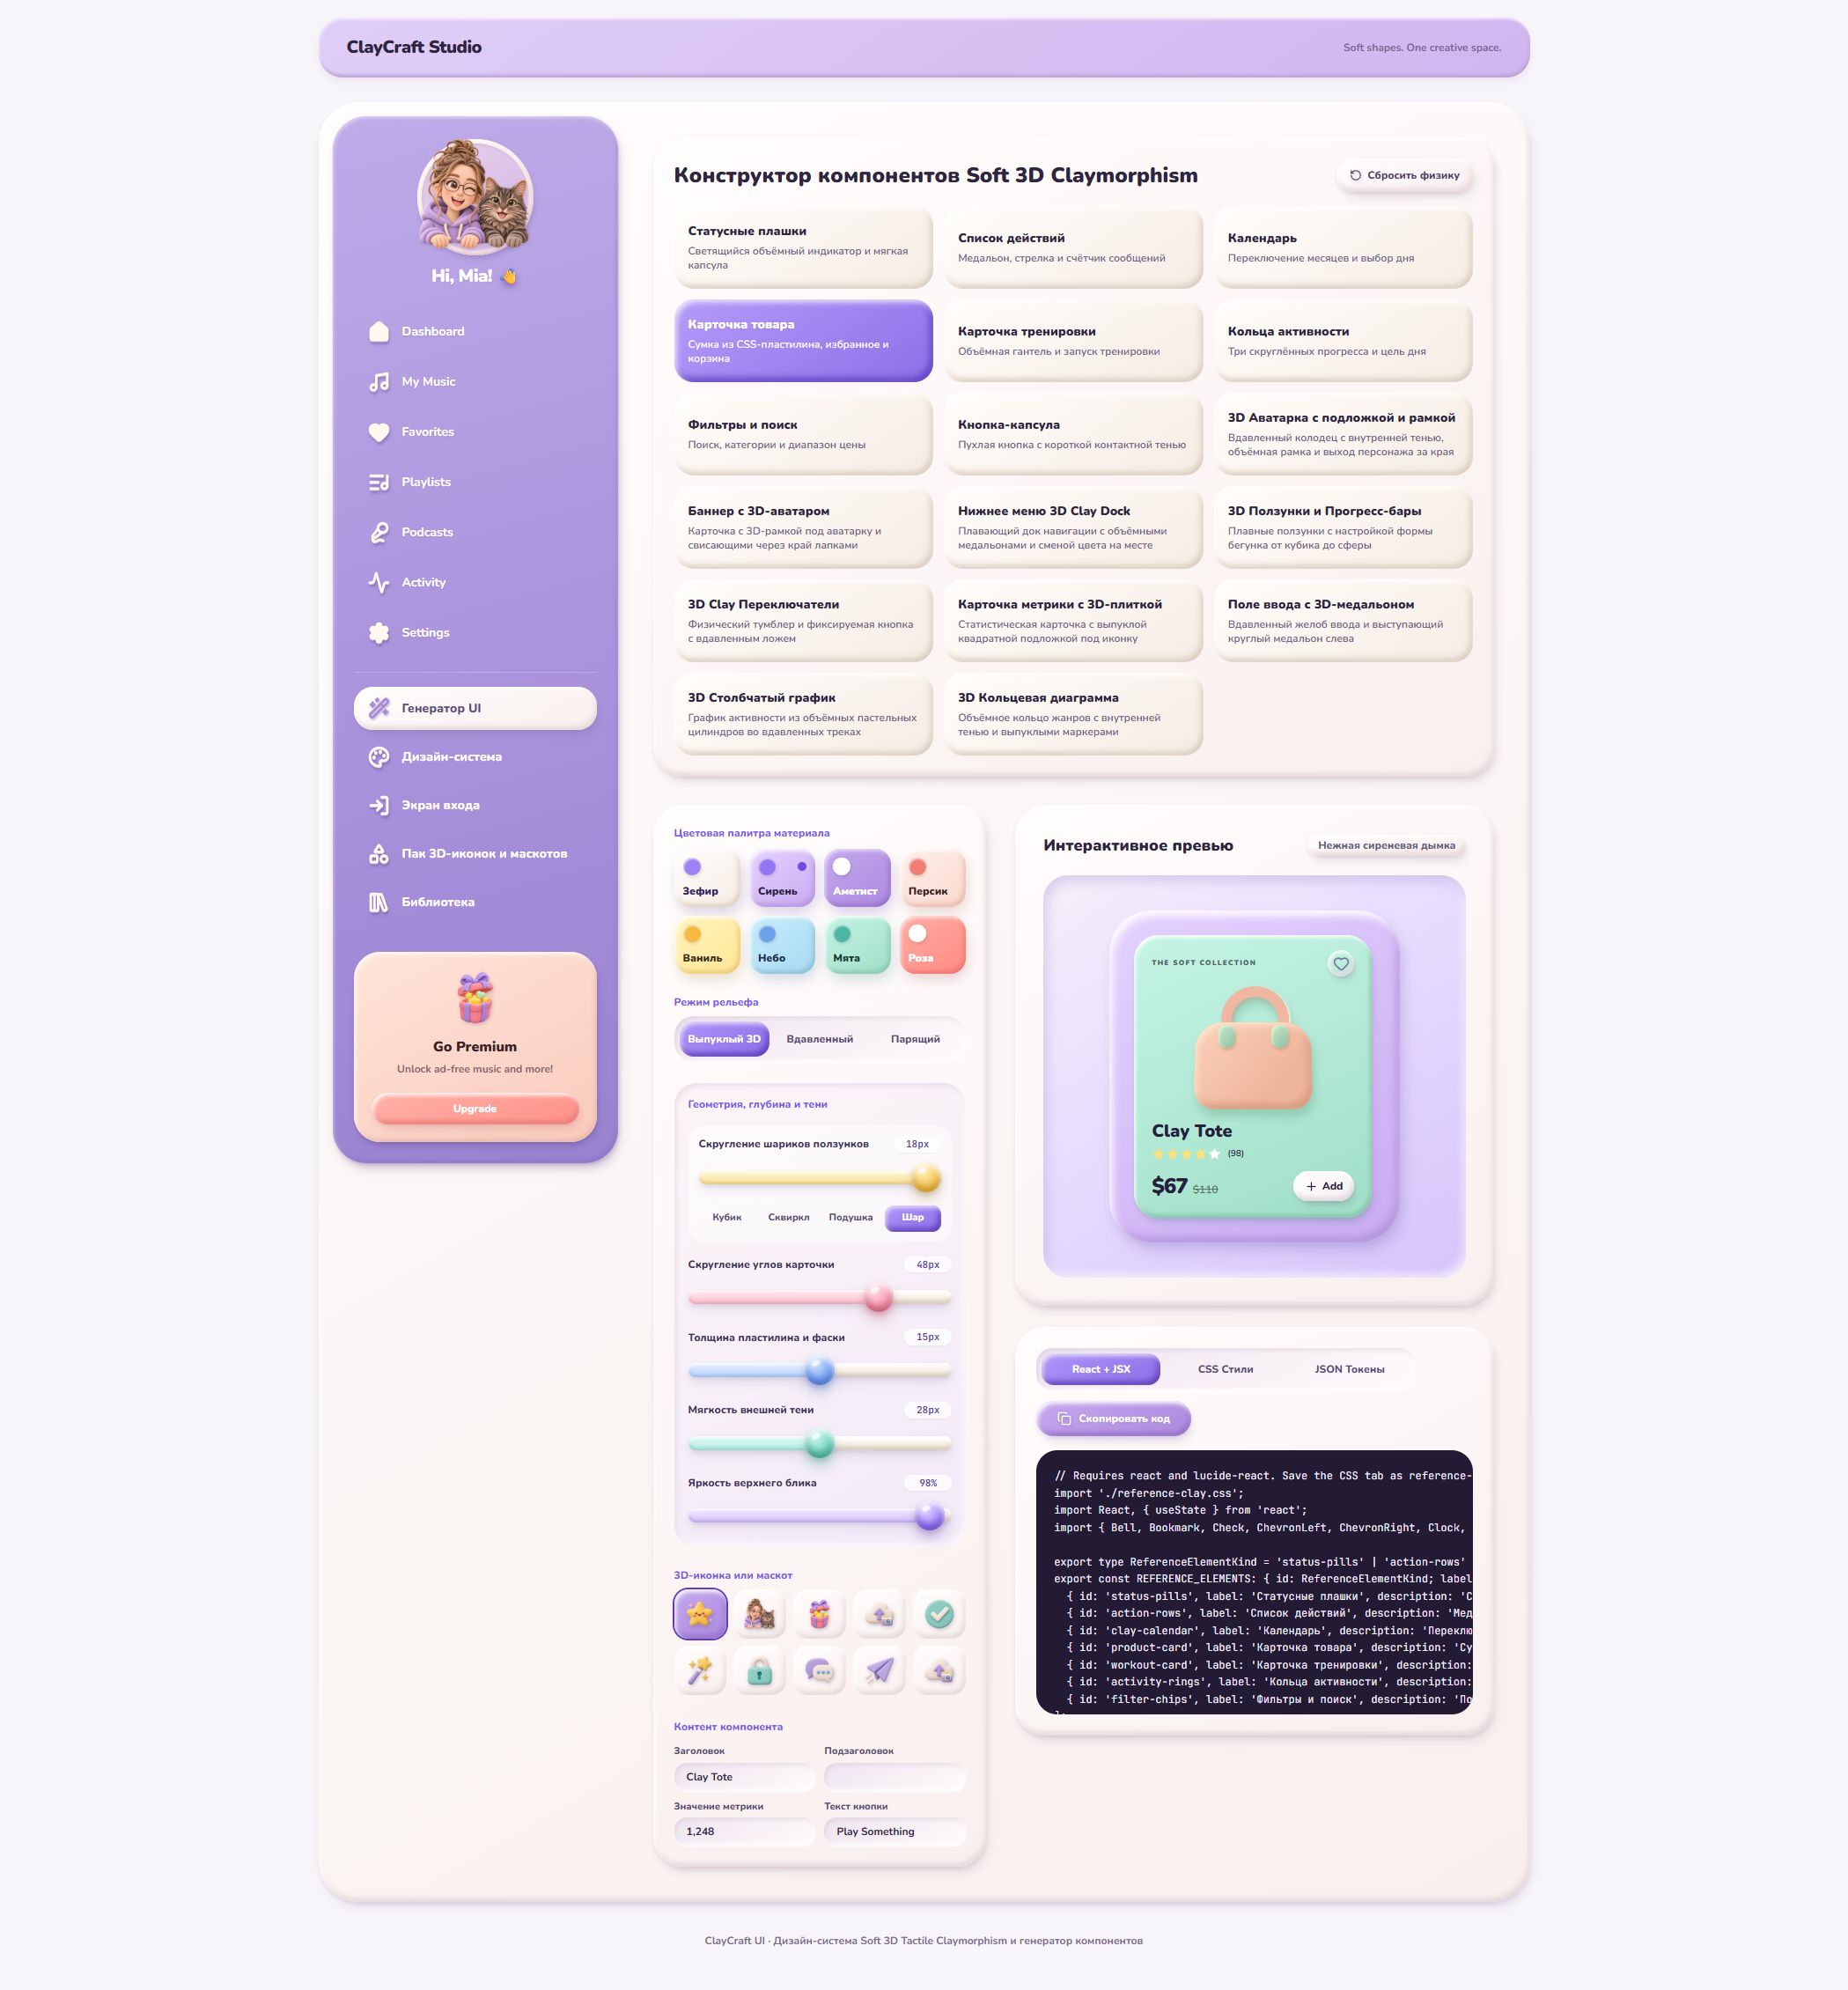 ClayCraft Studio
Soft shapes. One creative space.
Hi, Mia! 👋
Dashboard
My Music
Favorites
Playlists
Podcasts
Activity
Settings
Генератор UI
Дизайн-система
Экран входа
Пак 3D-иконок и маскотов
Библиотека
Go Premium
Unlock ad-free music and more!
Upgrade
Конструктор компонентов Soft 3D Claymorphism
Сбросить физику
Статусные плашки
Светящийся объёмный индикатор и мягкая
капсула
Список действий
Медальон, стрелка и счётчик сообщений
Календарь
Переключение месяцев и выбор дня
Карточка товара
Сумка из CSS-пластилина, избранное и
корзина
Карточка тренировки
Объёмная гантель и запуск тренировки
Кольца активности
Три скруглённых прогресса и цель дня
Фильтры и поиск
Поиск, категории и диапазон цены
Кнопка-капсула
Пухлая кнопка с короткой контактной тенью
3D Аватарка с подложкой и рамкой
Вдавленный колодец с внутренней тенью,
объёмная рамка и выход персонажа за края
Баннер с 3D-аватаром
Карточка с 3D-рамкой под аватарку и
свисающими через край лапками
Нижнее меню 3D Clay Dock
Плавающий док навигации с объёмными
медальонами и сменой цвета на месте
3D Ползунки и Прогресс-бары
Плавные ползунки с настройкой формы
бегунка от кубика до сферы
3D Clay Переключатели
Физический тумблер и фиксируемая кнопка
с вдавленным ложем
Карточка метрики с 3D-плиткой
Статистическая карточка с выпуклой
квадратной подложкой под иконку
Поле ввода с 3D-медальоном
Вдавленный желоб ввода и выступающий
круглый медальон слева
3D Столбчатый график
График активности из объёмных пастельных
цилиндров во вдавленных треках
3D Кольцевая диаграмма
Объёмное кольцо жанров с внутренней
тенью и выпуклыми маркерами
Цветовая палитра материала
Зефир
Сирень
Аметист
Персик
Ваниль
Небо
Мята
Роза
Режим рельефа
Выпуклый 3D
Вдавленный
Парящий
Геометрия, глубина и тени
Скругление шариков ползунков
18px
Кубик
Сквиркл
Подушка
Шар
Скругление углов карточки
48px
Толщина пластилина и фаски
15px
Мягкость внешней тени
28px
Яркость верхнего блика
98%
3D-иконка или маскот
Контент компонента
Заголовок
Подзаголовок
Clay Tote
Значение метрики
Текст кнопки
1,248
Play Something
Интерактивное превью
Нежная сиреневая дымка
THE SOFT COLLECTION
Clay Tote
(98)
$67 $110
+ Add
React + JSX
CSS Стили
JSON Токены
Скопировать код
// Requires react and lucide-react. Save the CSS tab as reference-
import './reference-clay.css';
import React, { useState } from 'react';
import { Bell, Bookmark, Check, ChevronLeft, ChevronRight, Clock,
export type ReferenceElementKind = 'status-pills' | 'action-rows'
export const REFERENCE_ELEMENTS: { id: ReferenceElementKind; label
{ id: 'status-pills', label: 'Статусные плашки', description: 'С
{ id: 'action-rows', label: 'Список действий', description: 'Мед
{ id: 'clay-calendar', label: 'Календарь', description: 'Переклю
{ id: 'product-card', label: 'Карточка товара', description: 'Су
{ id: 'workout-card', label: 'Карточка тренировки', description:
{ id: 'activity-rings', label: 'Кольца активности', description:
{ id: 'filter-chips', label: 'Фильтры и поиск', description: 'По
ClayCraft UI · Дизайн-система Soft 3D Tactile Claymorphism и генератор компонентов